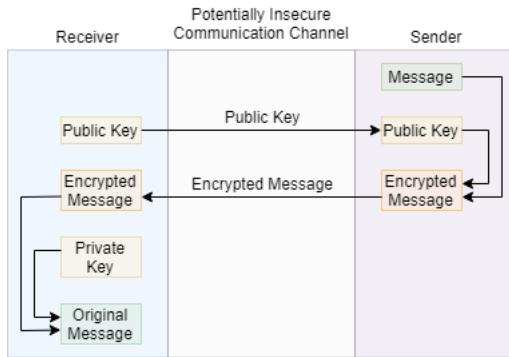 Receiver
Potentially Insecure
Communication Channel
Sender
Message
Public Key
Public Key
Public Key
Encrypted
Message
Encrypted Message
Encrypted
Message
Private
Key
Original
Message